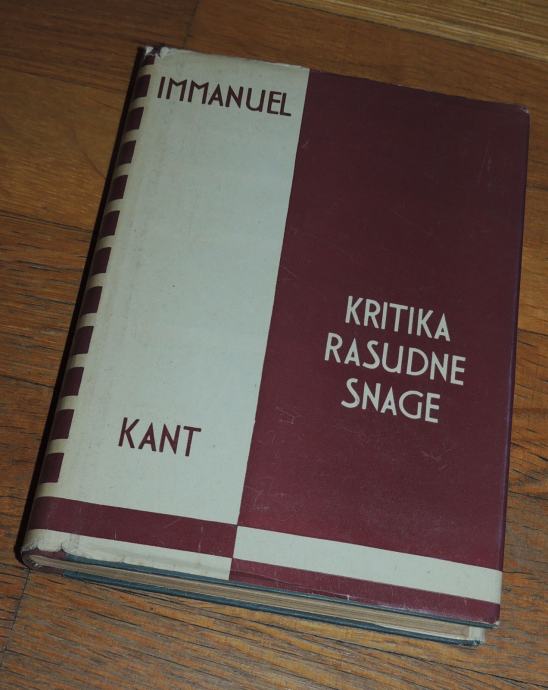 IMMANUEL
KANT
KRITIKA
RASUDNE
SNAGE